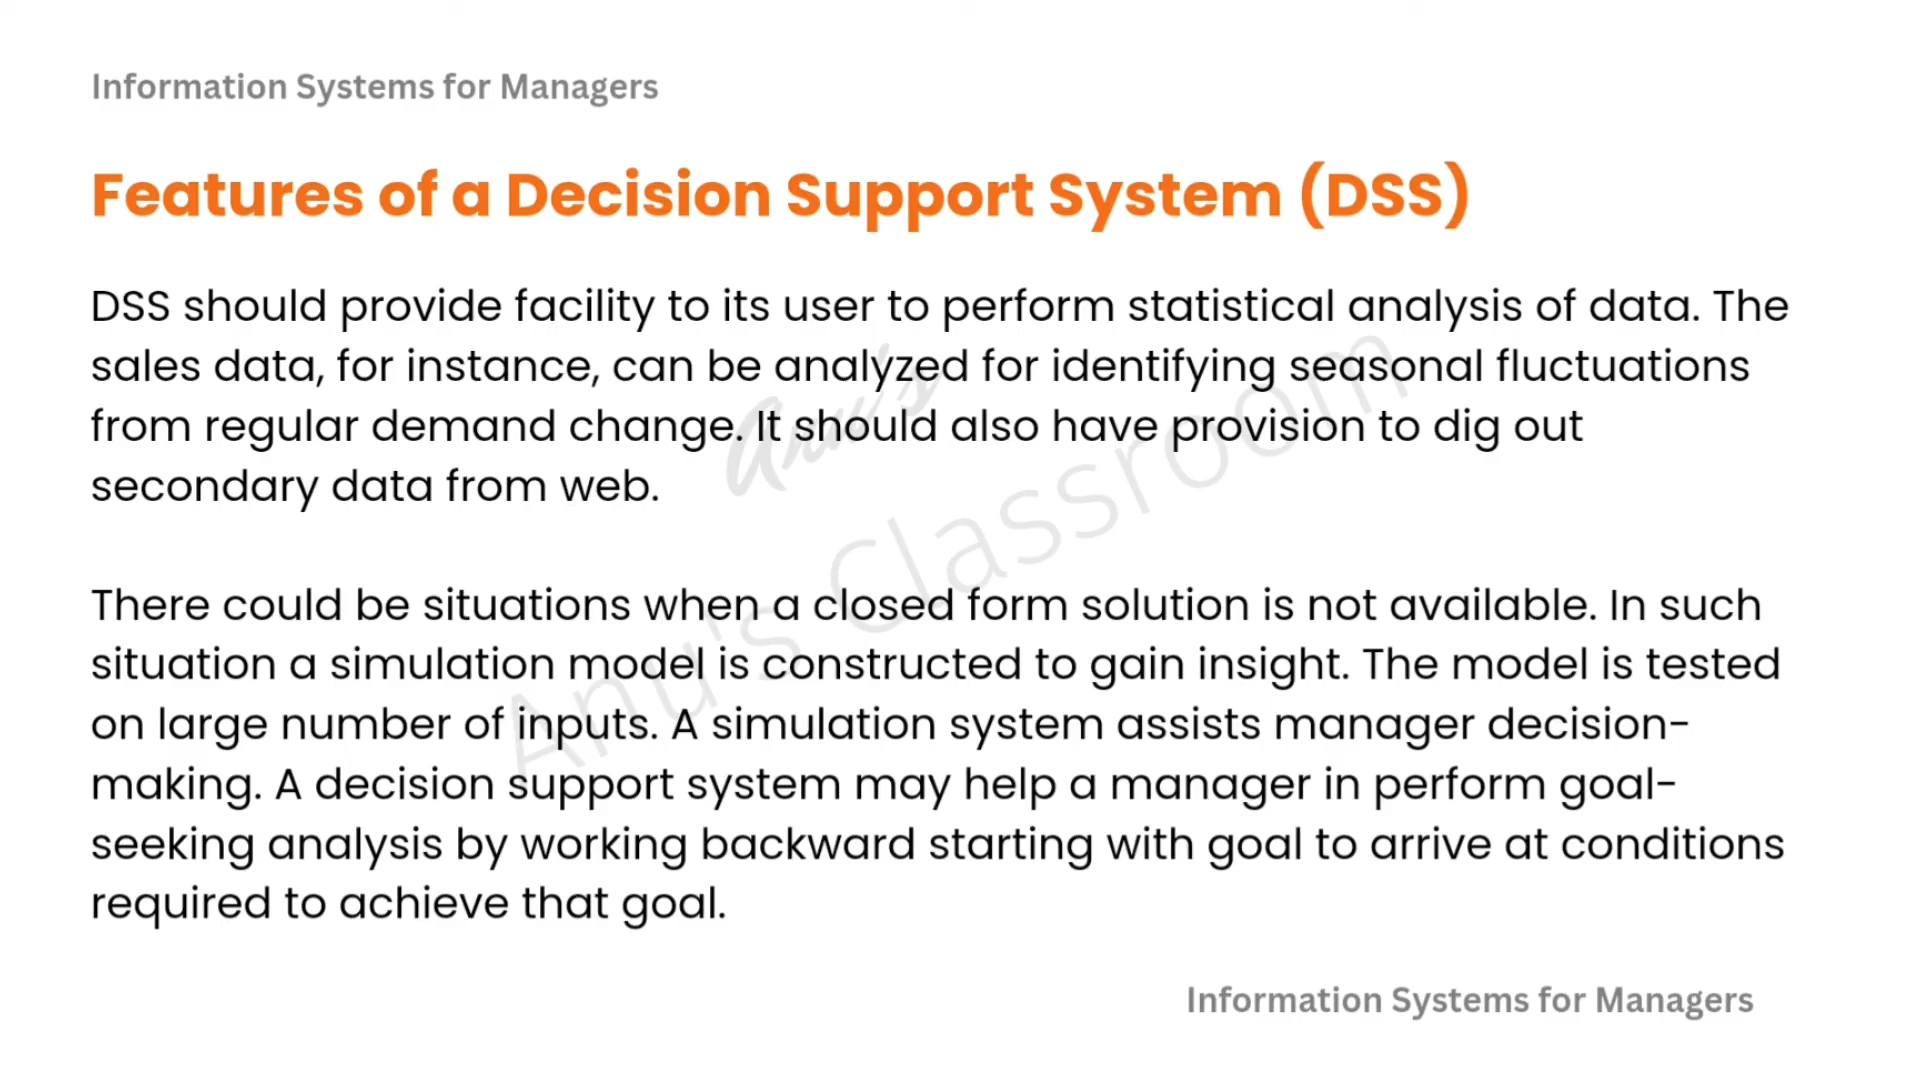 Information Systems for Managers
Features of a Decision Support System (DSS)
DSS should provide facility to its user to perform statistical analysis of data. The
sales data, for instance, can be analyzed for identifying seasonal fluctuations
from regular demand change. It should also have provision to dig out
secondary data from web.
There could be situations when a closed form solution is not available. In such
situation a simulation model is constructed to gain insight. The model is tested
on large number of inputs. A simulation system assists manager decision-
making. A decision support system may help a manager in perform goal-
seeking analysis by working backward starting with goal to arrive at conditions
required to achieve that goal.
Anu's
Anu's Classroom
Information Systems for Managers